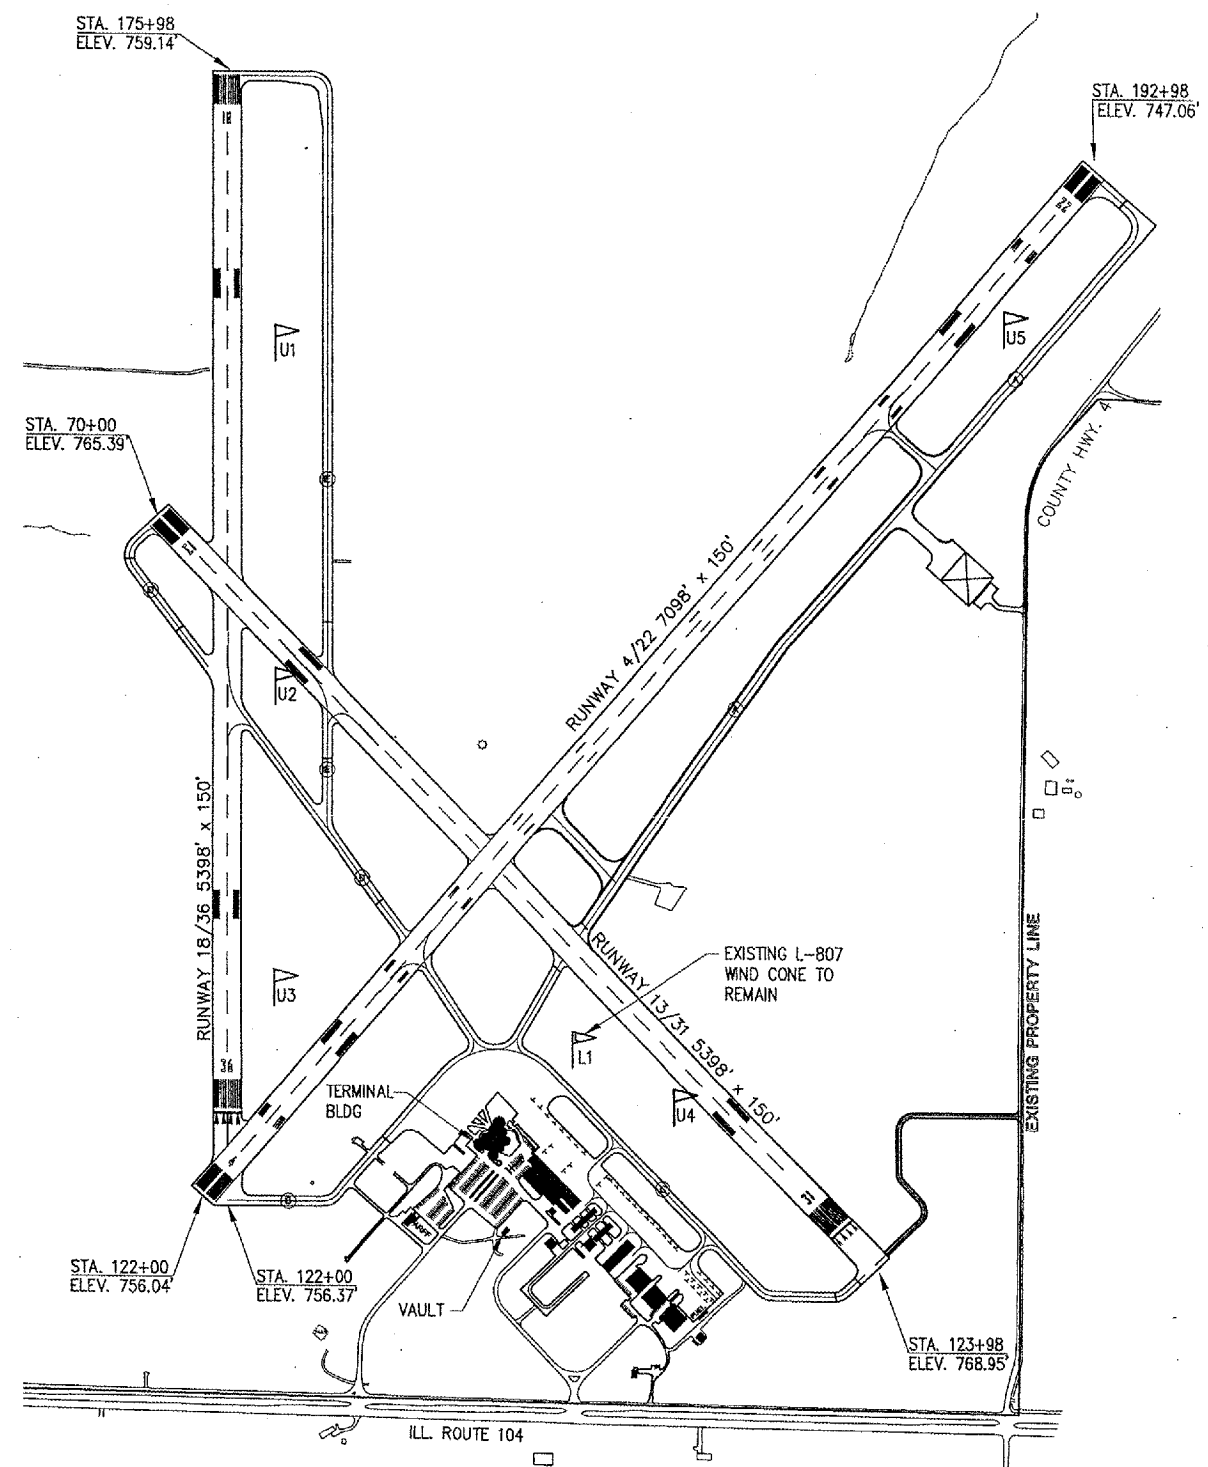 STA. 175+98
ELEV. 759.14'
STA. 192+98
ELEV. 747.06'
18
22
U1
U5
STA. 70+00
ELEV. 765.39'
COUNTY HWY. 4
13
RUNWAY 4/22 7098' x 150'
U2
RUNWAY 18/36 5398' x 150'
EXISTING L-807
WIND CONE TO
REMAIN
RUNWAY 13/31 5398' x 150'
EXISTING PROPERTY LINE
U3
L1
36
TERMINAL
BLDG
U4
4
31
ARFF
STA. 122+00
ELEV. 756.04'
STA. 122+00
ELEV. 756.37'
VAULT
STA. 123+98
ELEV. 768.95'
ILL. ROUTE 104